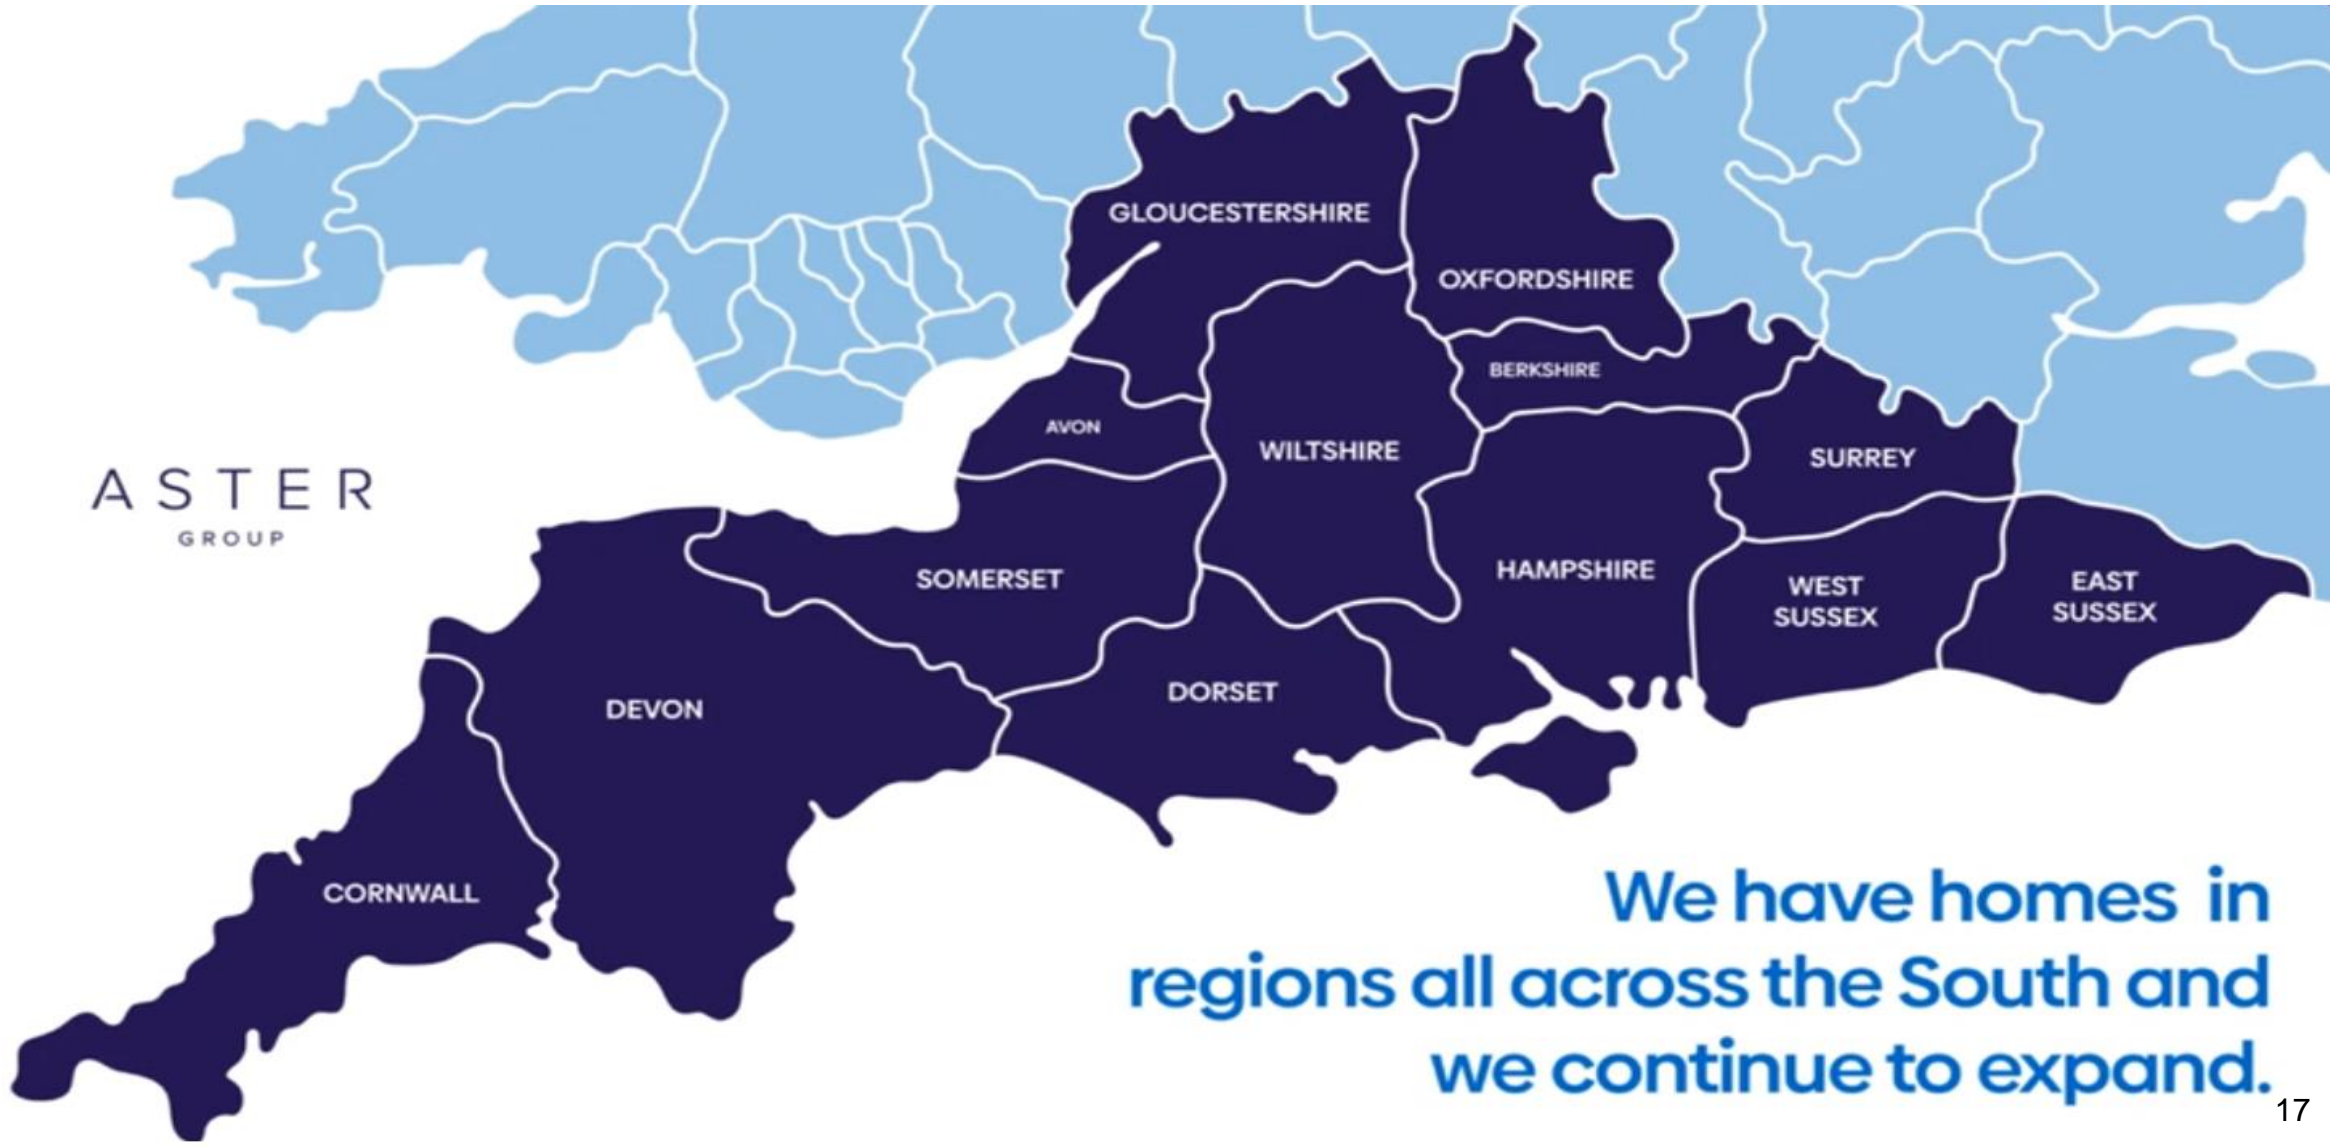 GLOUCESTERSHIRE
OXFORDSHIRE
BERKSHIRE
AVON
WILTSHIRE
SURREY
ASTER
GROUP
SOMERSET
HAMPSHIRE
WEST
SUSSEX
EAST
SUSSEX
DEVON
DORSET
CORNWALL
We have homes in
regions all across the South and
we continue to expand.
17